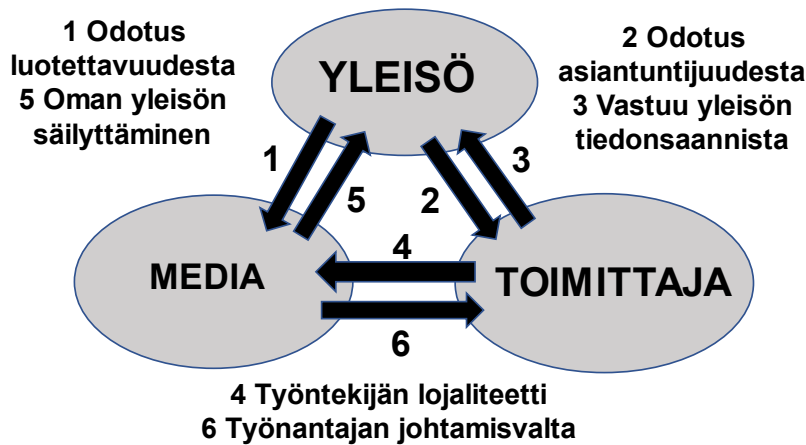 1 Odotus
luotettavuudesta
5 Oman yleisön
säilyttäminen
YLEISÖ
2 Odotus
asiantuntijuudesta
3 Vastuu yleisön
tiedonsaannista
1
5
2
3
MEDIA
4
TOIMITTAJA
6
4 Työntekijän lojaliteetti
6 Työnantajan johtamisvalta